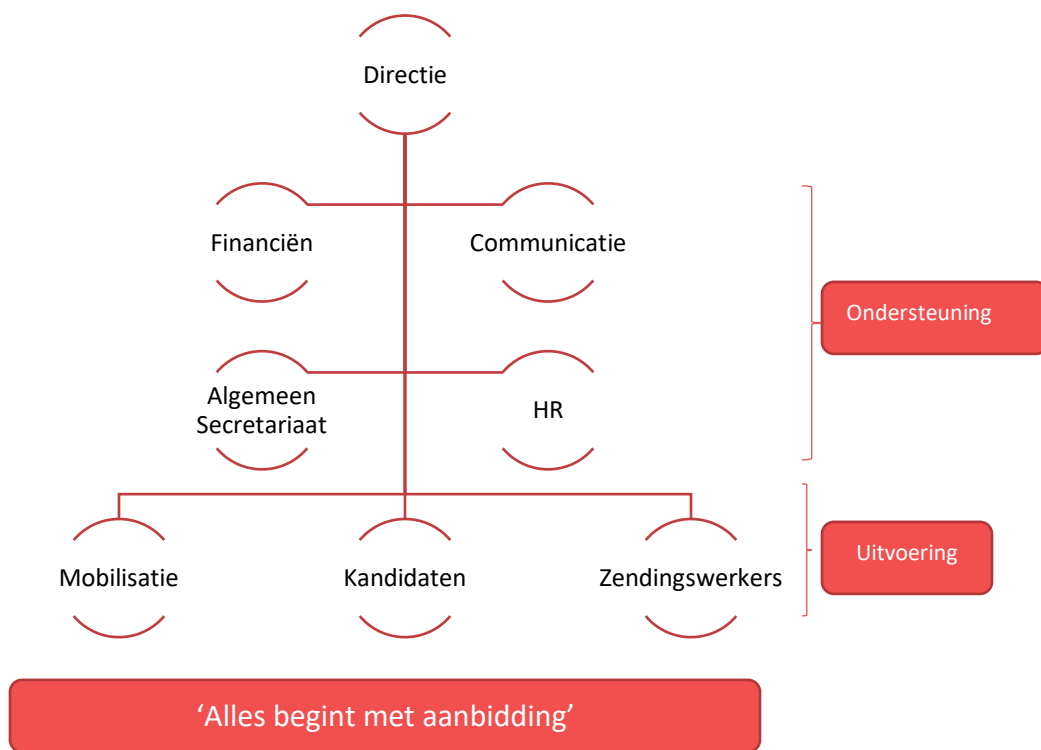 Directie
Financiën
Communicatie
Ondersteuning
Algemeen
Secretariaat
HR
Mobilisatie
Kandidaten
Zendingswerkers
Uitvoering
‘Alles begint met aanbidding’